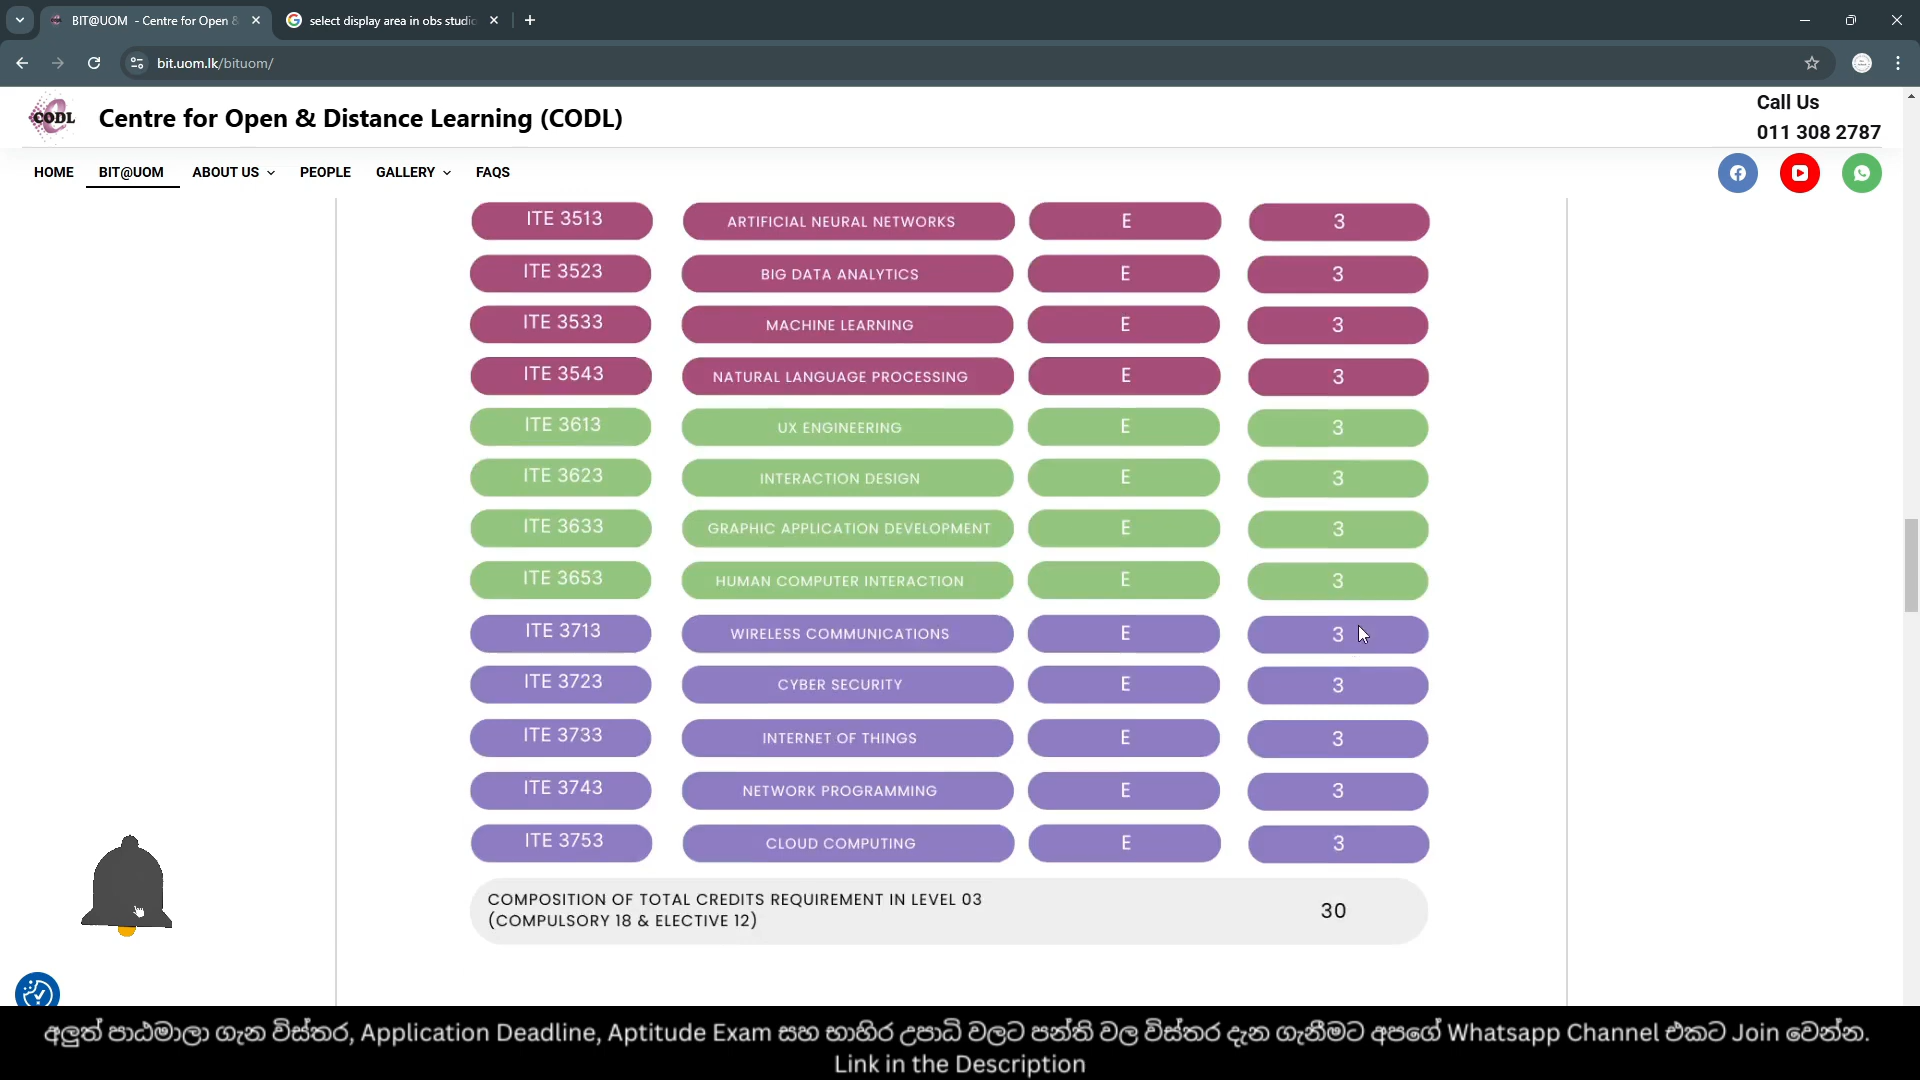 BIT@UOM - Centre for Open &
select display area in obs studio
bit.uom.lk/bituom/
CODL
Centre for Open & Distance Learning (CODL)
Call Us
011 308 2787
HOME
BIT@UOM
ABOUT US
PEOPLE
GALLERY
FAQS
ITE 3513 ARTIFICIAL NEURAL NETWORKS E 3
ITE 3523 BIG DATA ANALYTICS E 3
ITE 3533 MACHINE LEARNING E 3
ITE 3543 NATURAL LANGUAGE PROCESSING E 3
ITE 3613 UX ENGINEERING E 3
ITE 3623 INTERACTION DESIGN E 3
ITE 3633 GRAPHIC APPLICATION DEVELOPMENT E 3
ITE 3653 HUMAN COMPUTER INTERACTION E 3
ITE 3713 WIRELESS COMMUNICATIONS E 3
ITE 3723 CYBER SECURITY E 3
ITE 3733 INTERNET OF THINGS E 3
ITE 3743 NETWORK PROGRAMMING E 3
ITE 3753 CLOUD COMPUTING E 3
COMPOSITION OF TOTAL CREDITS REQUIREMENT IN LEVEL 03
(COMPULSORY 18 & ELECTIVE 12)
30
අලුත් පාඨමාලා ගැන විස්තර, Application Deadline, Aptitude Exam සහ භාහිර උපාධි වලට පන්ති වල විස්තර දැන ගැනීමට අපගේ Whatsapp Channel එකට Join වෙන්න.
Link in the Description